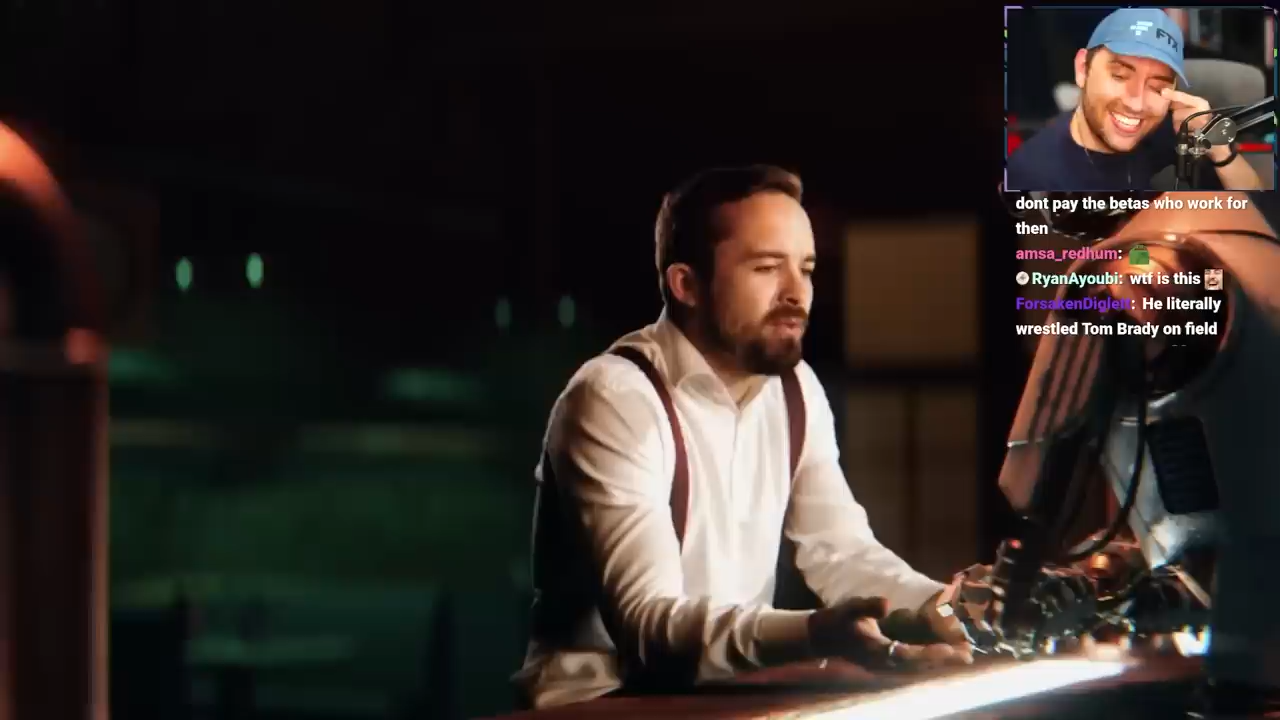 FTX
dont pay the betas who work for
then
amsa_redhum:
RyanAyoubi: wtf is this
He literally
wrestled Tom Brady on field